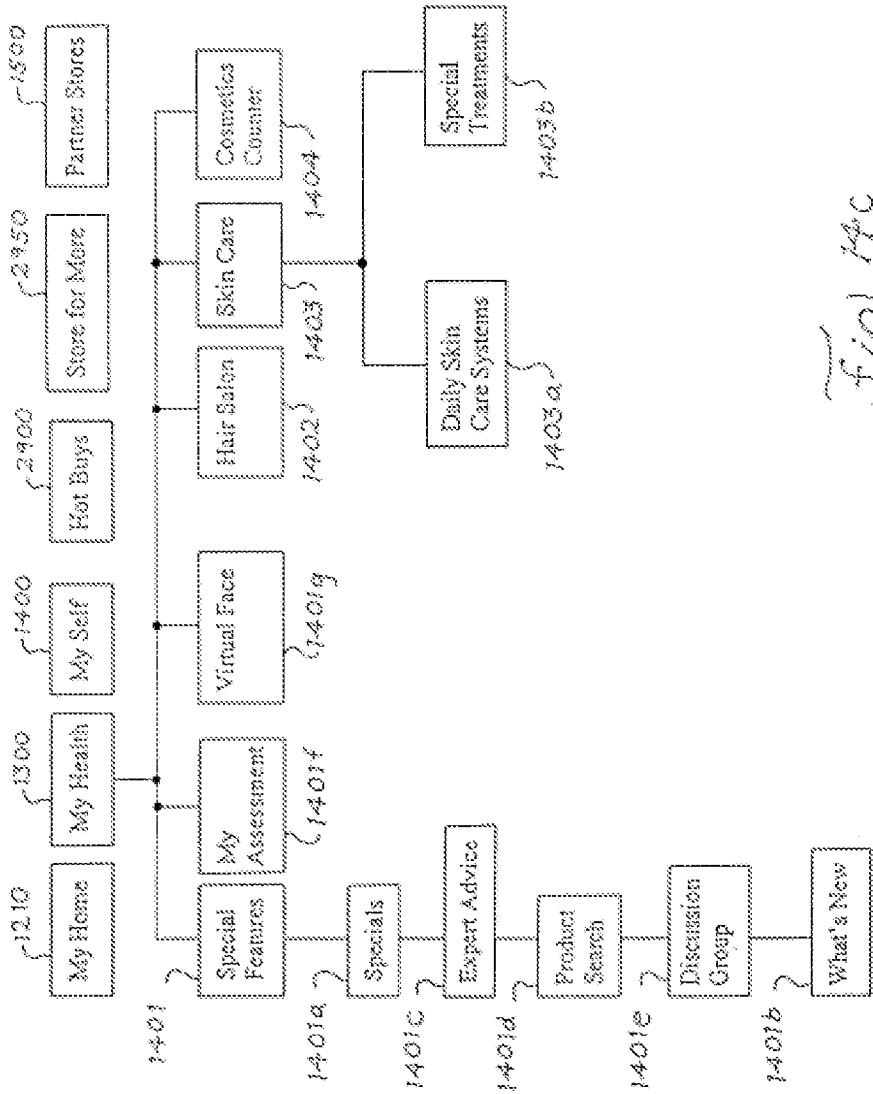 1210
1300
1400
2900
2950
1500
My Home
My Health
My Self
Hot Buys
Store for More
Partner Stores
1401
Special
Features
My
Assessment
Virtual Face
Hair Salon
Skin Care
Cosmetics
Counter
1401f
1401g
1402
1403
1404
1401a
Specials
1401c
Expert Advice
1401d
Product
Search
1401e
Discussion
Group
1401b
What's New
Daily Skin
Care Systems
1403a
Special
Treatments
1403b
Fig 14c